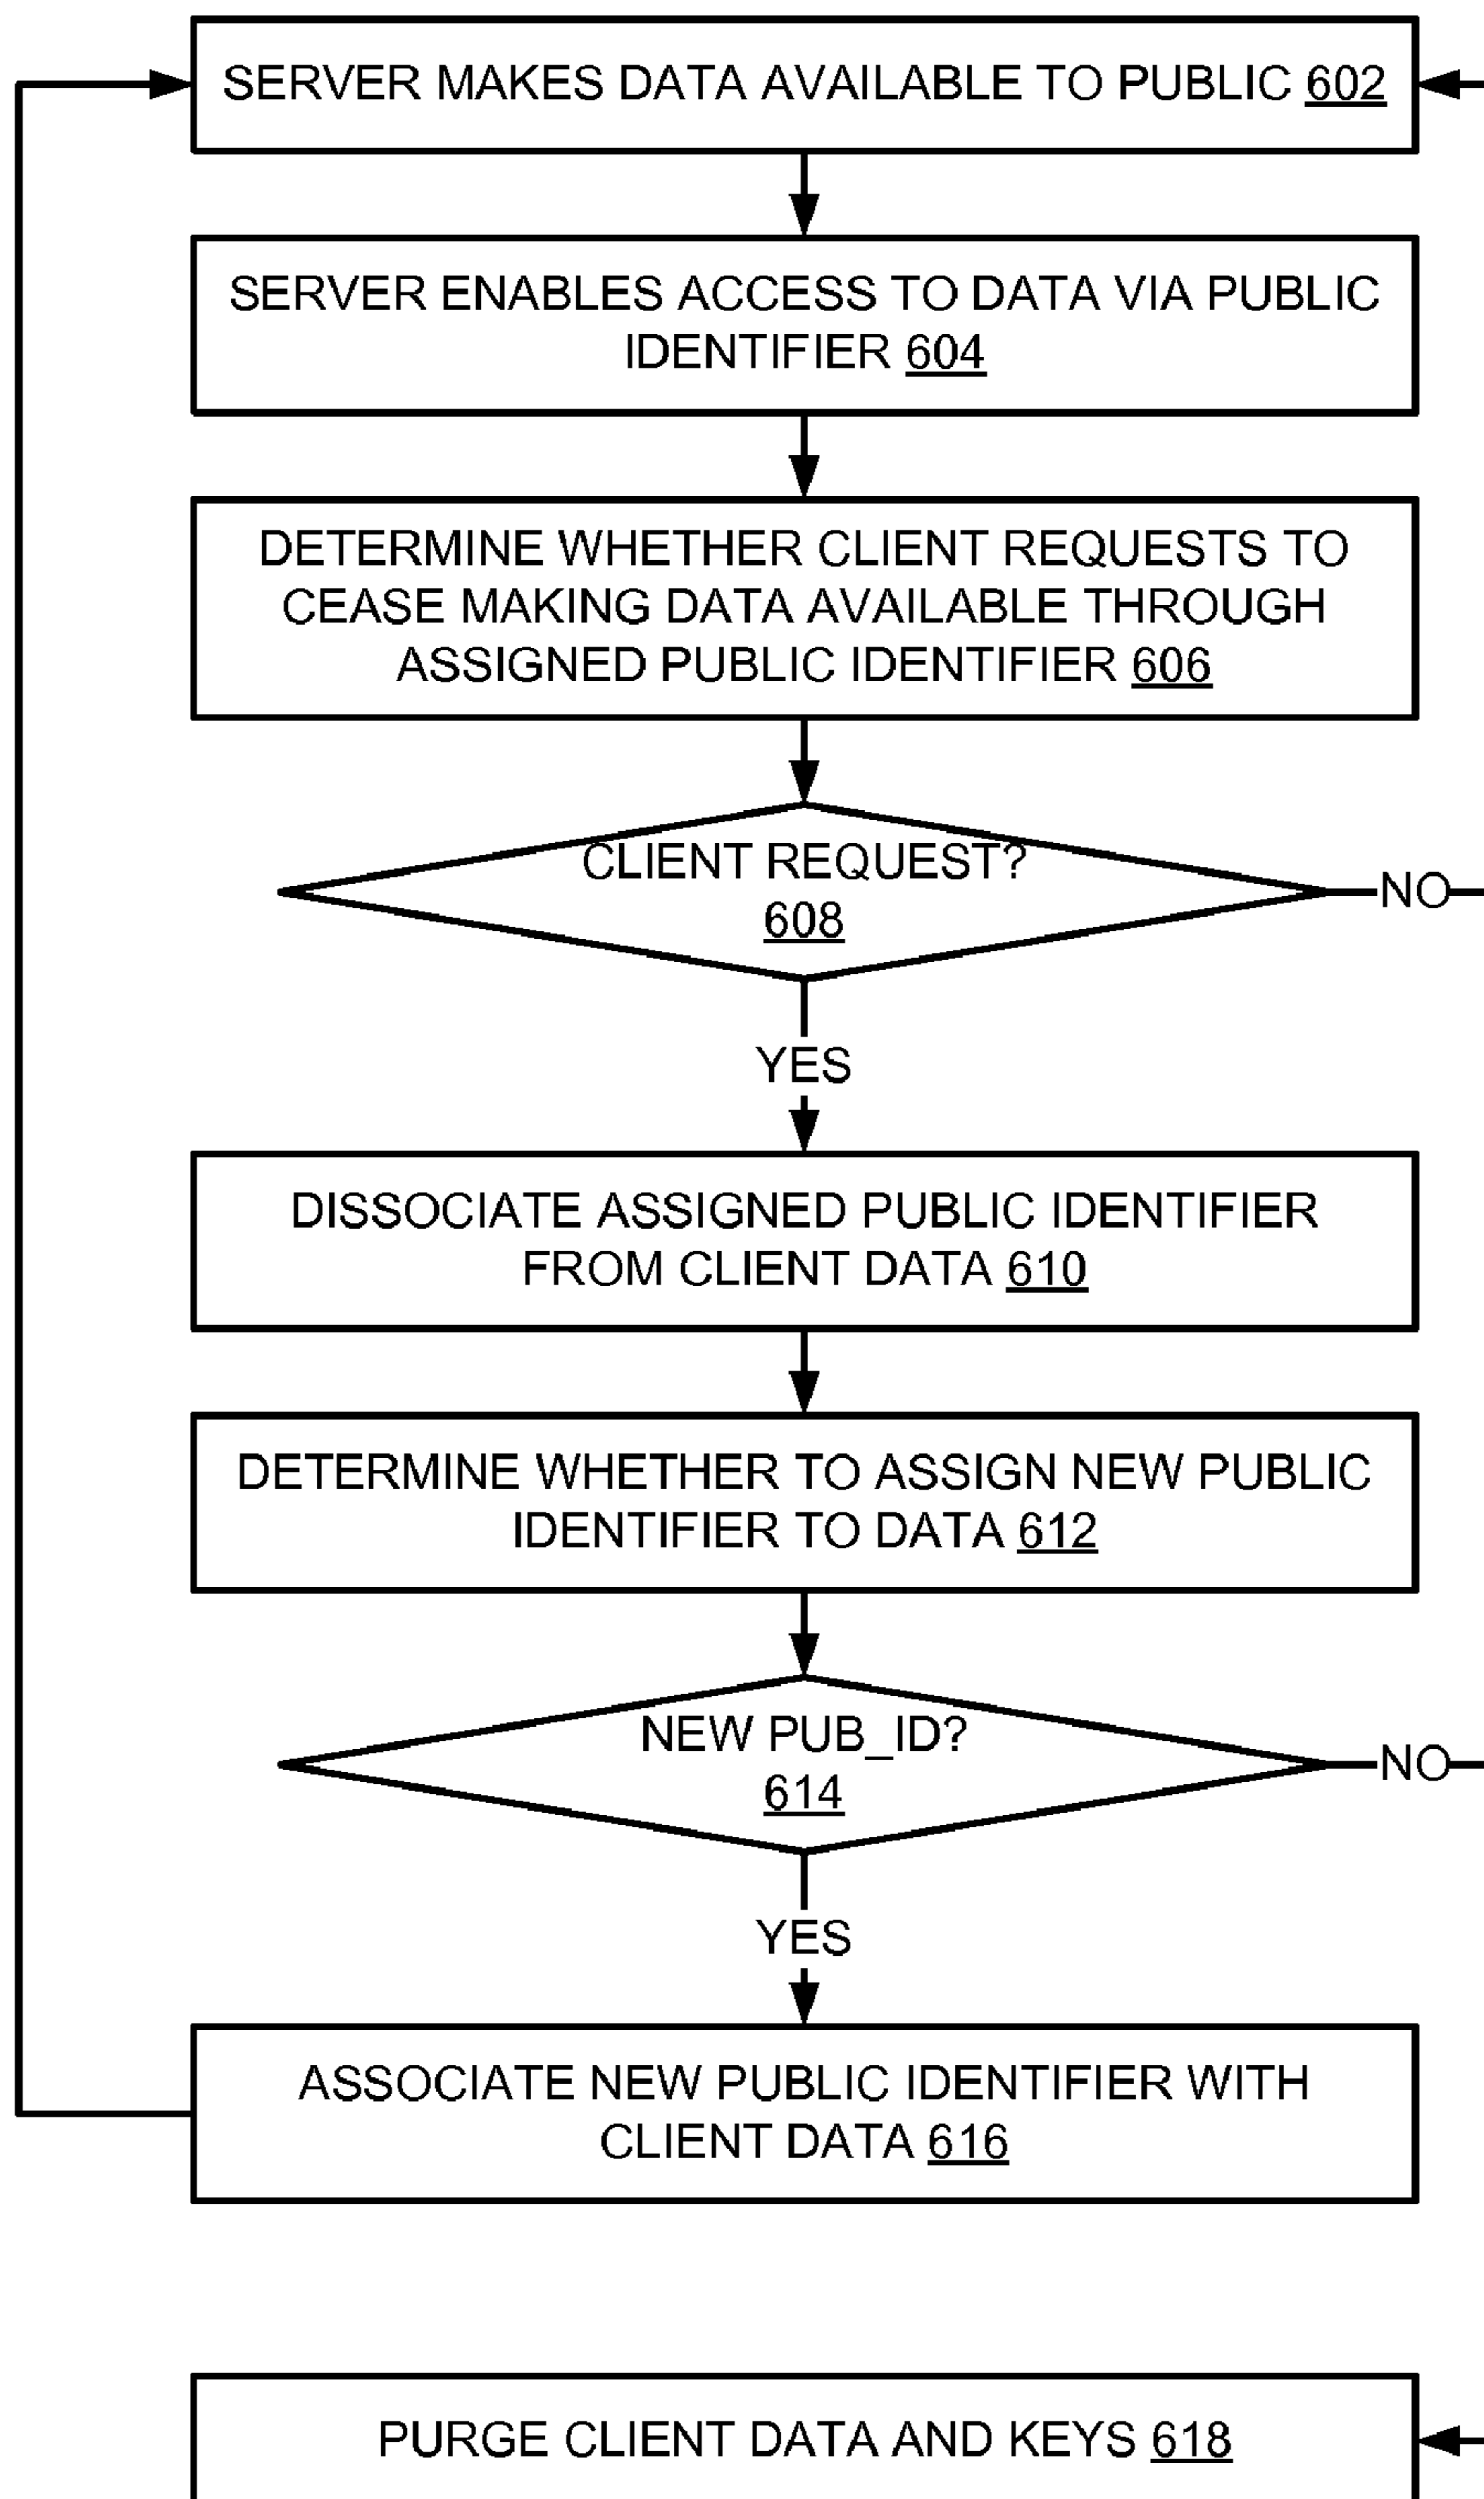 SERVER MAKES DATA AVAILABLE TO PUBLIC 602
SERVER ENABLES ACCESS TO DATA VIA PUBLIC
IDENTIFIER 604
DETERMINE WHETHER CLIENT REQUESTS TO
CEASE MAKING DATA AVAILABLE THROUGH
ASSIGNED PUBLIC IDENTIFIER 606
CLIENT REQUEST?
608
NO
YES
DISSOCIATE ASSIGNED PUBLIC IDENTIFIER
FROM CLIENT DATA 610
DETERMINE WHETHER TO ASSIGN NEW PUBLIC
IDENTIFIER TO DATA 612
NEW PUB_ID?
614
NO
YES
ASSOCIATE NEW PUBLIC IDENTIFIER WITH
CLIENT DATA 616
PURGE CLIENT DATA AND KEYS 618